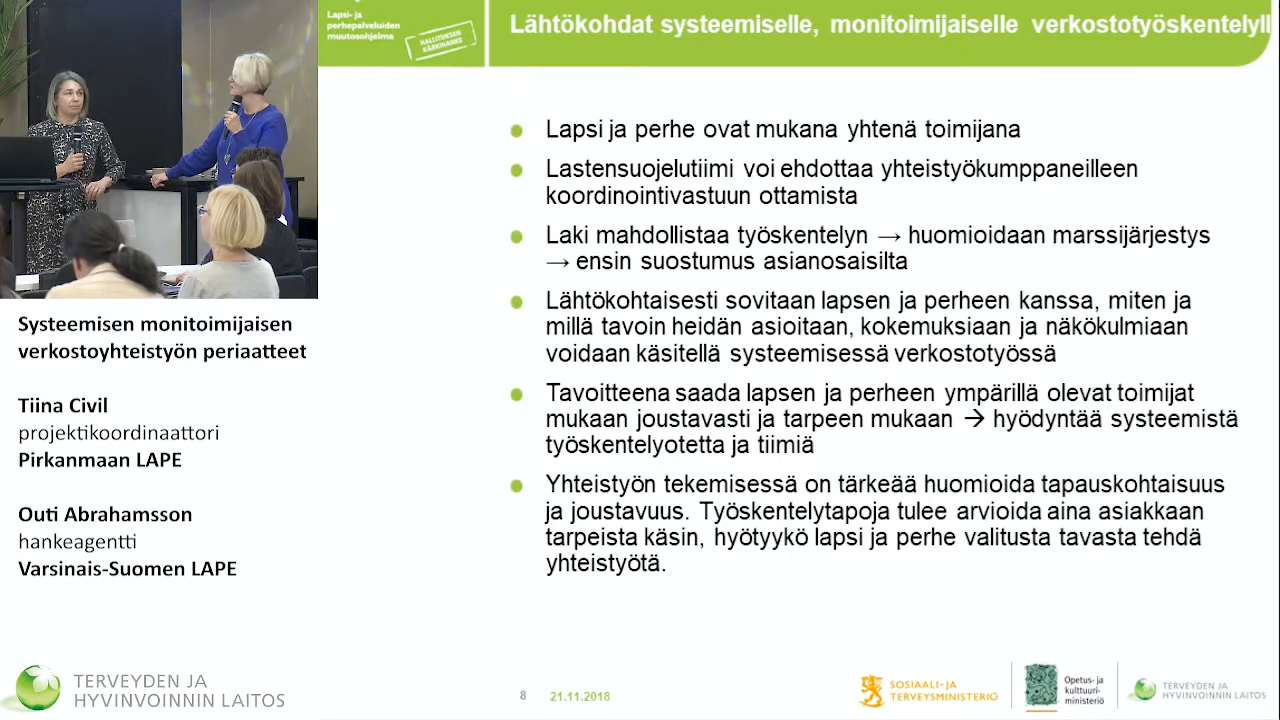 Lapsi- ja
perhepalveluiden
muutosohjelma
HALLITUKSEN
KÄRKIHANKE
Lähtökohdat systeemiselle, monitoimijaiselle verkostotyöskentelyll
Lapsi ja perhe ovat mukana yhtenä toimijana
Lastensuojelutiimi voi ehdottaa yhteistyökumppaneilleen
koordinointivastuun ottamista
Laki mahdollistaa työskentelyn → huomioidaan marssijärjestys
→ ensin suostumus asianosaisilta
Lähtökohtaisesti sovitaan lapsen ja perheen kanssa, miten ja
millä tavoin heidän asioitaan, kokemuksiaan ja näkökulmiaan
voidaan käsitellä systeemisessä verkostotyössä
Tavoitteena saada lapsen ja perheen ympärillä olevat toimijat
mukaan joustavasti ja tarpeen mukaan → hyödyntää systeemistä
työskentelyotetta ja tiimiä
Yhteistyön tekemisessä on tärkeää huomioida tapauskohtaisuus
ja joustavuus. Työskentelytapoja tulee arvioida aina asiakkaan
tarpeista käsin, hyötyykö lapsi ja perhe valitusta tavasta tehdä
yhteistyötä.
Systeemisen monitoimijaisen
verkostoyhteistyön periaatteet
Tiina Civil
projektikoordinaattori
Pirkanmaan LAPE
Outi Abrahamsson
hankeagentti
Varsinais-Suomen LAPE
TERVEYDEN JA
HYVINVOINNIN LAITOS
8 21.11.2018
SOSIAALI- JA
TERVEYSMINISTERIÖ
Opetus- ja
kulttuuri-
ministeriö
TERVEYDEN JA
HYVINVOINNIN LAITOS